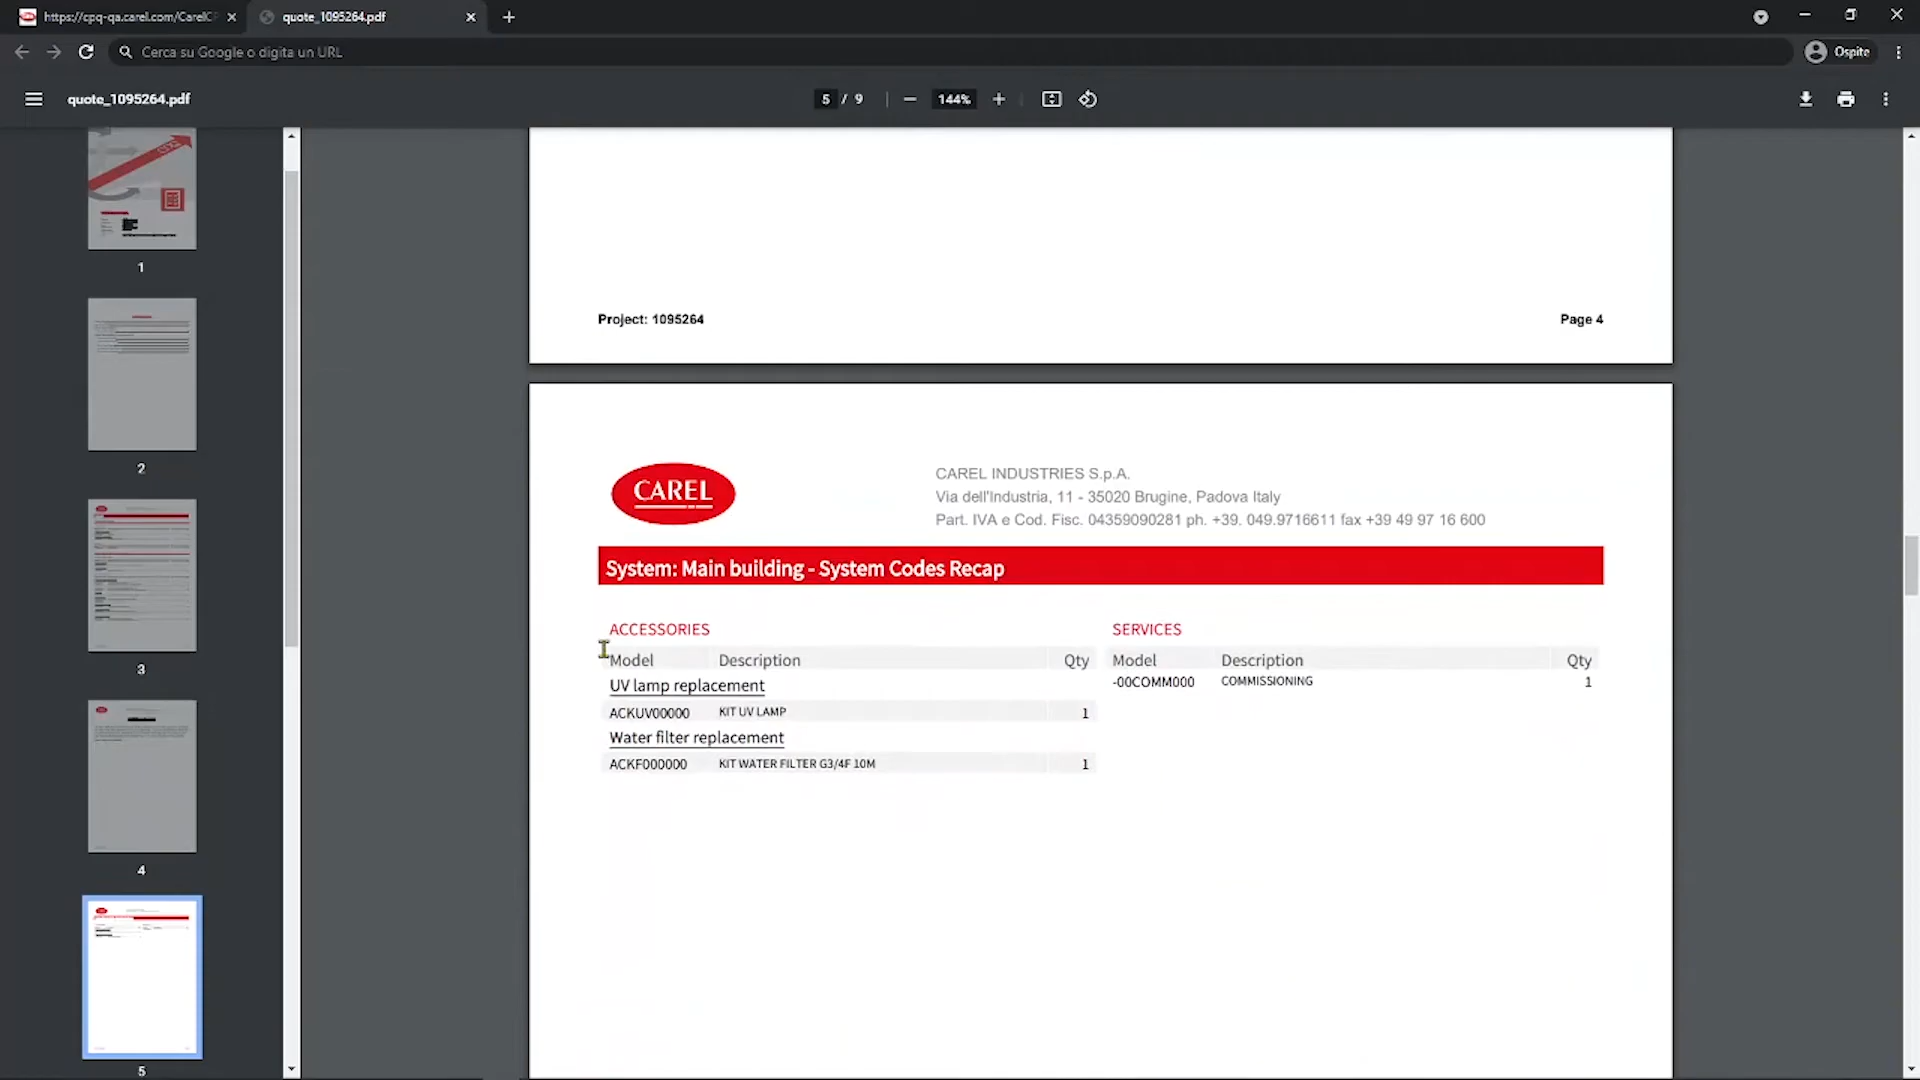 https://cpq-qa.carel.com/CarelCP
quote_1095264.pdf
Cerca su Google o digita un URL
Ospite
quote_1095264.pdf
5 / 9
144%
CPQ
1
2
3
4
5
Project: 1095264
Page 4
CAREL
CAREL INDUSTRIES S.p.A.
Via dell'Industria, 11 - 35020 Brugine, Padova Italy
Part. IVA e Cod. Fisc. 04359090281 ph. +39. 049.9716611 fax +39 49 97 16 600
System: Main building - System Codes Recap
ACCESSORIES
Model Description Qty
UV lamp replacement
ACKUV00000 KIT UV LAMP 1
Water filter replacement
ACKF000000 KIT WATER FILTER G3/4F 10M 1
SERVICES
Model Description Qty
-00COMM000 COMMISSIONING 1